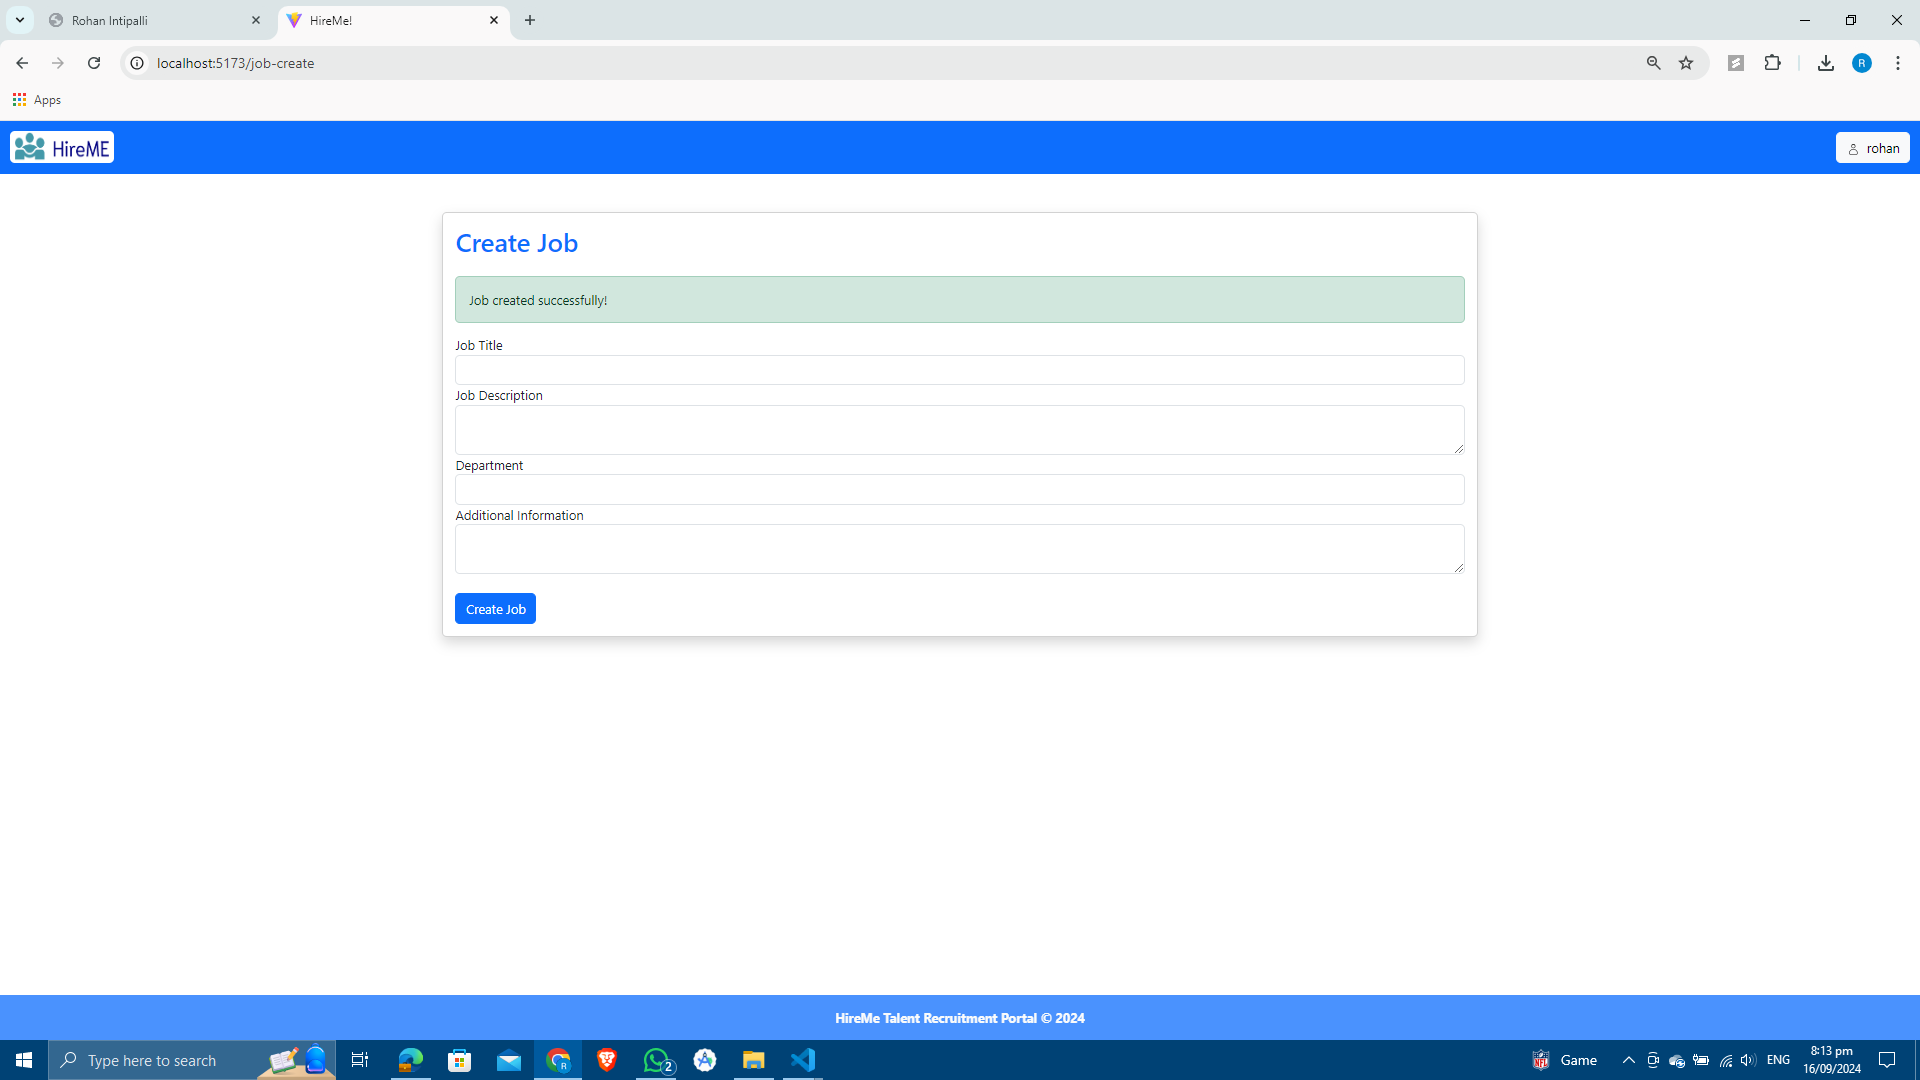 Rohan Intipalli
HireMe!
localhost:5173/job-create
R
Apps
HireME
rohan
Create Job
Job created successfully!
Job Title
Job Description
Department
Additional Information
Create Job
HireMe Talent Recruitment Portal © 2024
Type here to search
R
2
NFL
Game
ENG
8:13 pm
16/09/2024